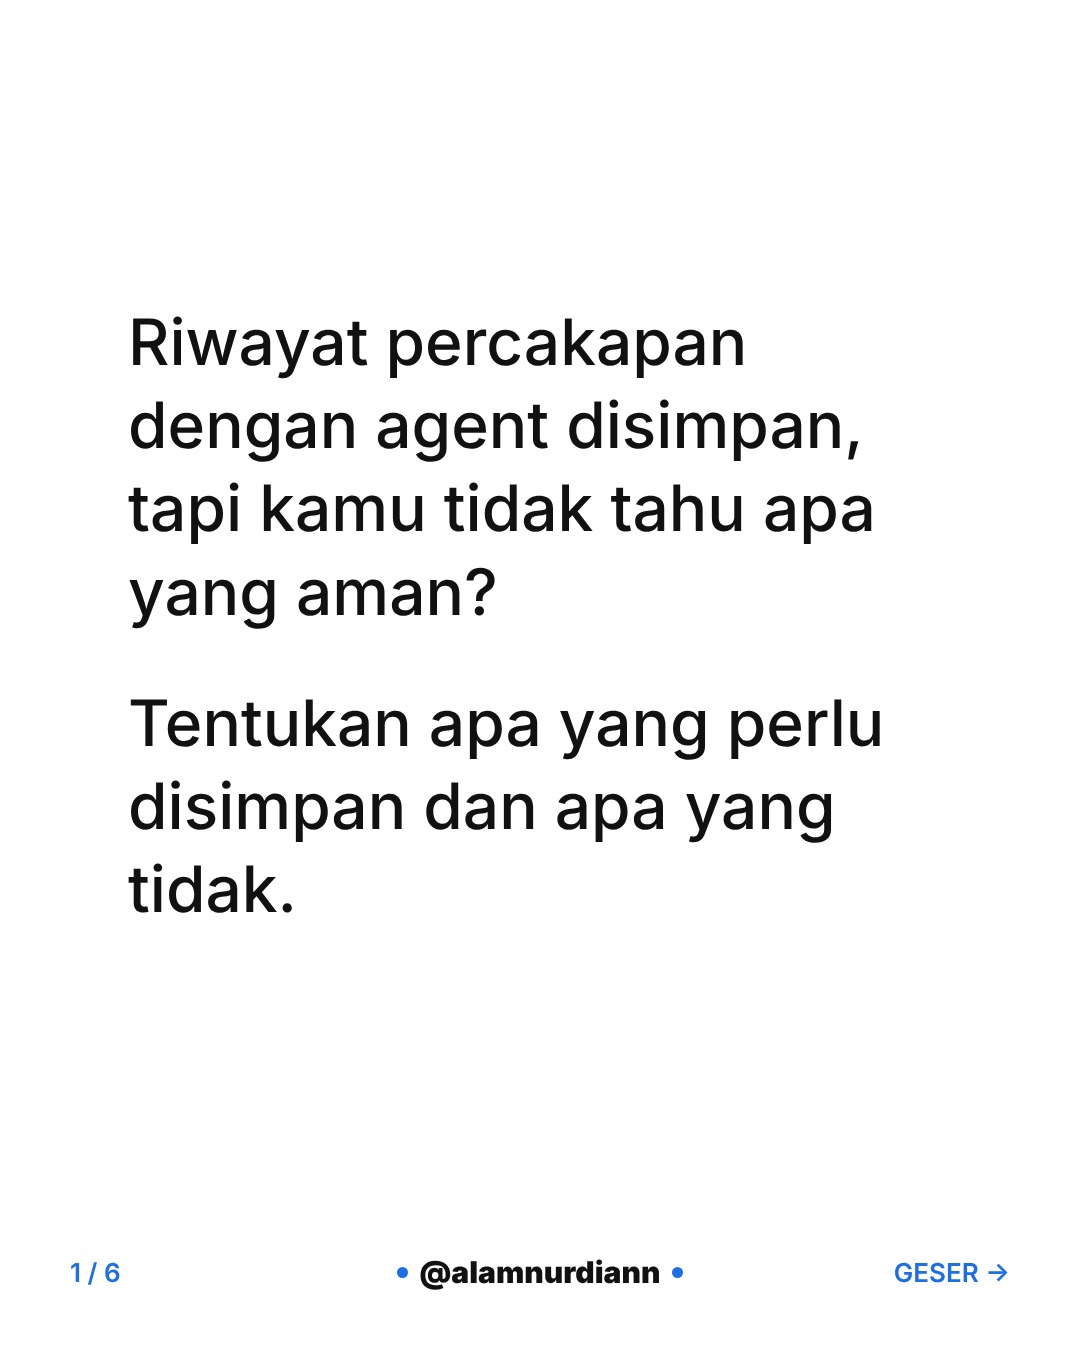 Riwayat percakapan
dengan agent disimpan,
tapi kamu tidak tahu apa
yang aman?
Tentukan apa yang perlu
disimpan dan apa yang
tidak.
1 / 6
• @alamnurdiann •
GESER →